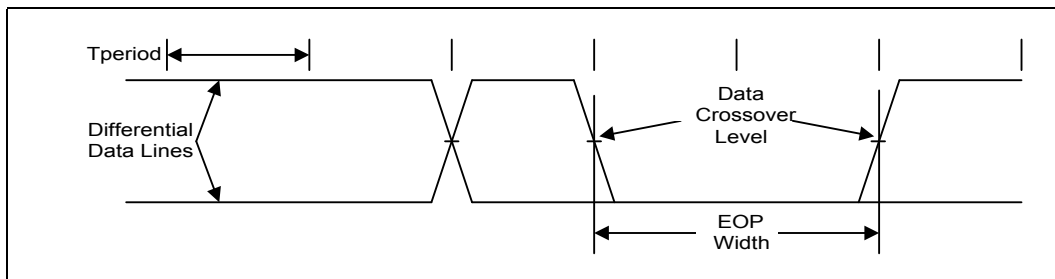 Tperiod
Differential
Data Lines
Data
Crossover
Level
EOP
Width